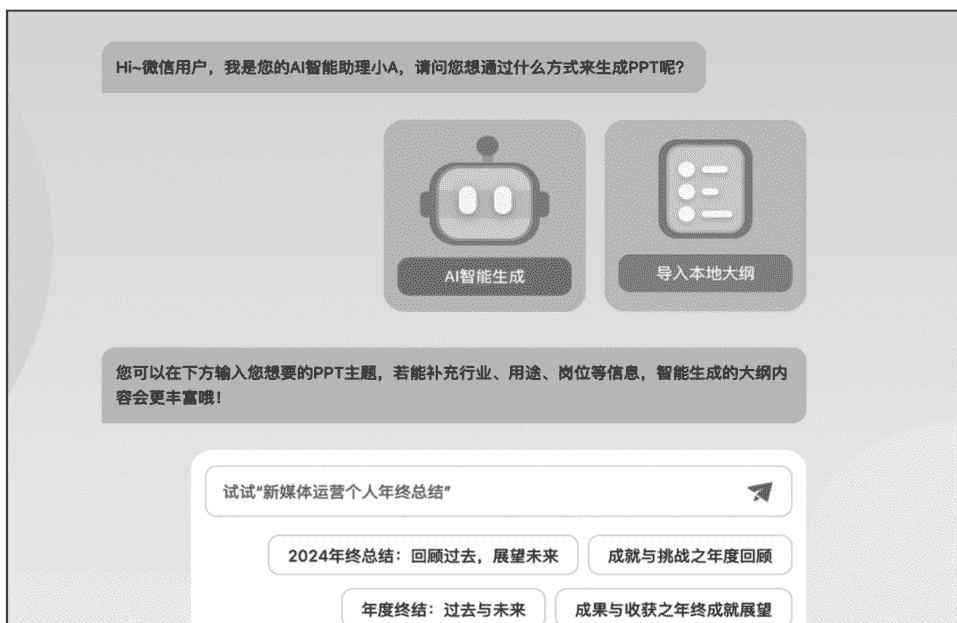 Hi~微信用户，我是您的AI智能助理小A，请问您想通过什么方式来生成PPT呢？
AI智能生成
导入本地大纲
您可以在下方输入您想要的PPT主题，若能补充行业、用途、岗位等信息，智能生成的大纲内
容会更丰富哦！
试试“新媒体运营个人年终总结”
2024年终总结：回顾过去，展望未来
成就与挑战之年度回顾
年度终结：过去与未来
成果与收获之年终成就展望